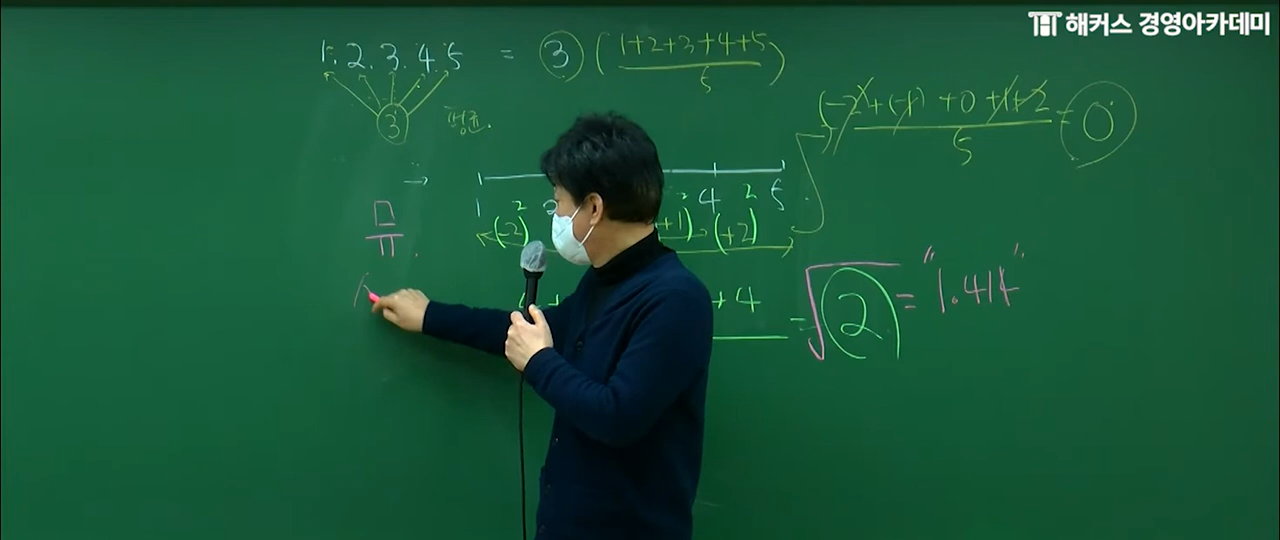 해커스 경영아카데미
1. 2. 3. 4. 5 = 3 (1+2+3+4+5 / 5)
3 평균.
(-2)+(-1)+0+1+2 / 5 = 0
→
1 4 5
(-2)² +1)² (+2)²
+4 = √2 = "1.414"